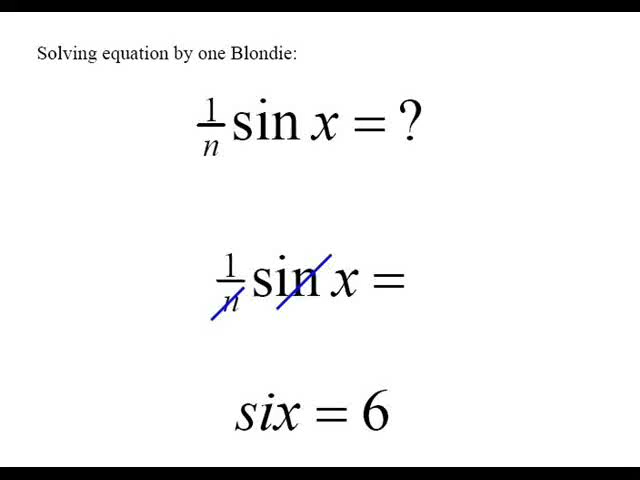 Solving equation by one Blondie:
1/n sin x = ?
1/n sin x =
six = 6